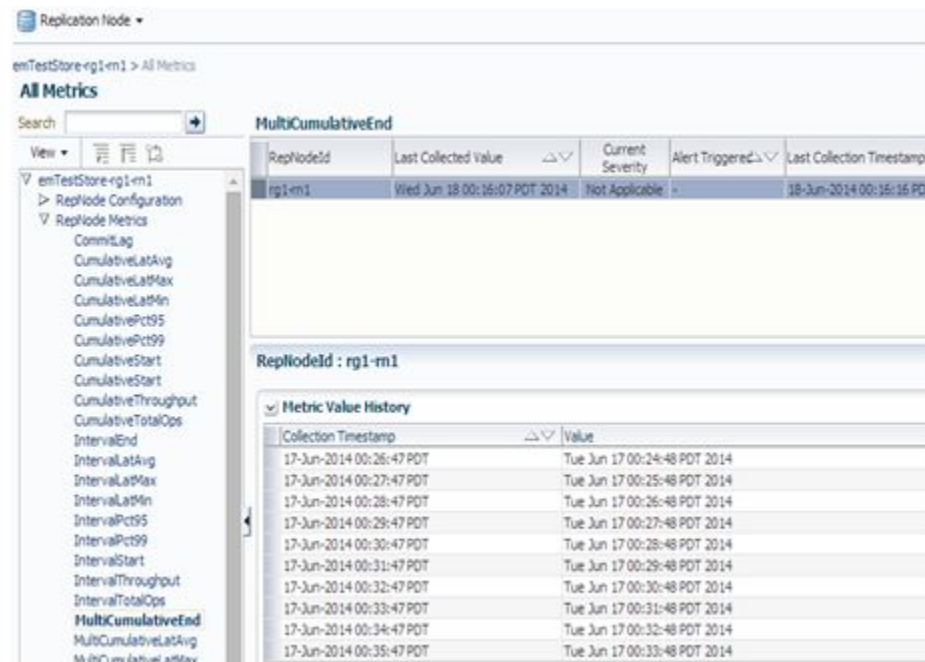 Replication Node
emTestStore-rg1-rn1 > All Metrics
All Metrics
Search
View
emTestStore-rg1-rn1
RepNode Configuration
RepNode Metrics
CommitLag
CumulativeLatAvg
CumulativeLatMax
CumulativeLatMin
CumulativePct95
CumulativePct99
CumulativeStart
CumulativeStart
CumulativeThroughput
CumulativeTotalOps
IntervalEnd
IntervalLatAvg
IntervalLatMax
IntervalLatMin
IntervalPct95
IntervalPct99
IntervalStart
IntervalThroughput
IntervalTotalOps
MultiCumulativeEnd
MultiCumulativeLatAvg
MultiCumulativeLatMax
MultiCumulativeEnd
RepNodeId Last Collected Value Current Severity Alert Triggered Last Collection Timestamp
rg1-rn1 Wed Jun 18 00:16:07 PDT 2014 Not Applicable - 18-Jun-2014 00:16:16 PD
RepNodeId : rg1-rn1
Metric Value History
Collection Timestamp Value
17-Jun-2014 00:26:47 PDT Tue Jun 17 00:24:48 PDT 2014
17-Jun-2014 00:27:47 PDT Tue Jun 17 00:25:48 PDT 2014
17-Jun-2014 00:28:47 PDT Tue Jun 17 00:26:48 PDT 2014
17-Jun-2014 00:29:47 PDT Tue Jun 17 00:27:48 PDT 2014
17-Jun-2014 00:30:47 PDT Tue Jun 17 00:28:48 PDT 2014
17-Jun-2014 00:31:47 PDT Tue Jun 17 00:29:48 PDT 2014
17-Jun-2014 00:32:47 PDT Tue Jun 17 00:30:48 PDT 2014
17-Jun-2014 00:33:47 PDT Tue Jun 17 00:31:48 PDT 2014
17-Jun-2014 00:34:47 PDT Tue Jun 17 00:32:48 PDT 2014
17-Jun-2014 00:35:47 PDT Tue Jun 17 00:33:48 PDT 2014